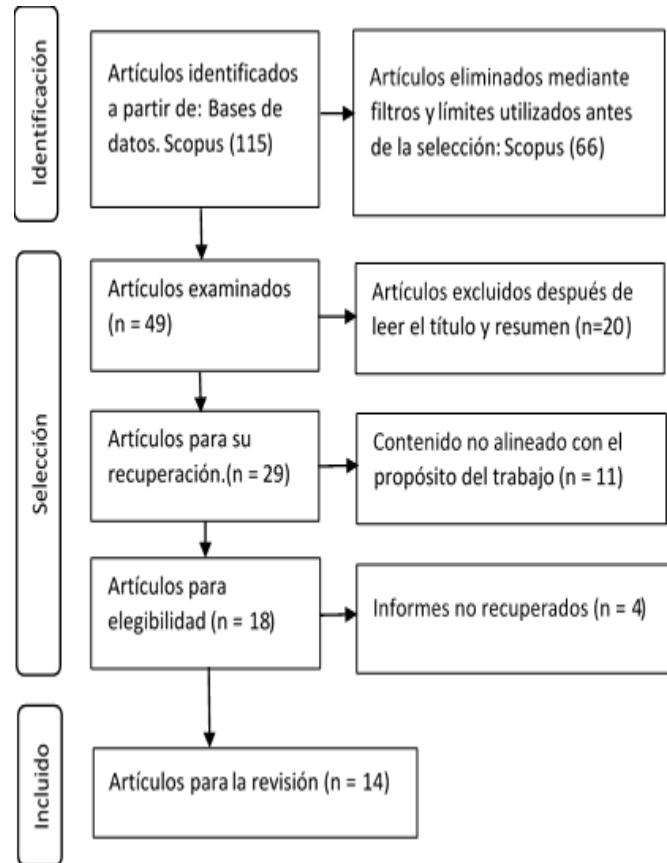 Identificación
Artículos identificados
a partir de: Bases de
datos. Scopus (115)
Artículos eliminados mediante
filtros y límites utilizados antes
de la selección: Scopus (66)
Selección
Artículos examinados
(n = 49)
Artículos excluidos después de
leer el título y resumen (n=20)
Artículos para su
recuperación.(n = 29)
Contenido no alineado con el
propósito del trabajo (n = 11)
Artículos para
elegibilidad (n = 18)
Informes no recuperados (n = 4)
Incluido
Artículos para la revisión (n = 14)